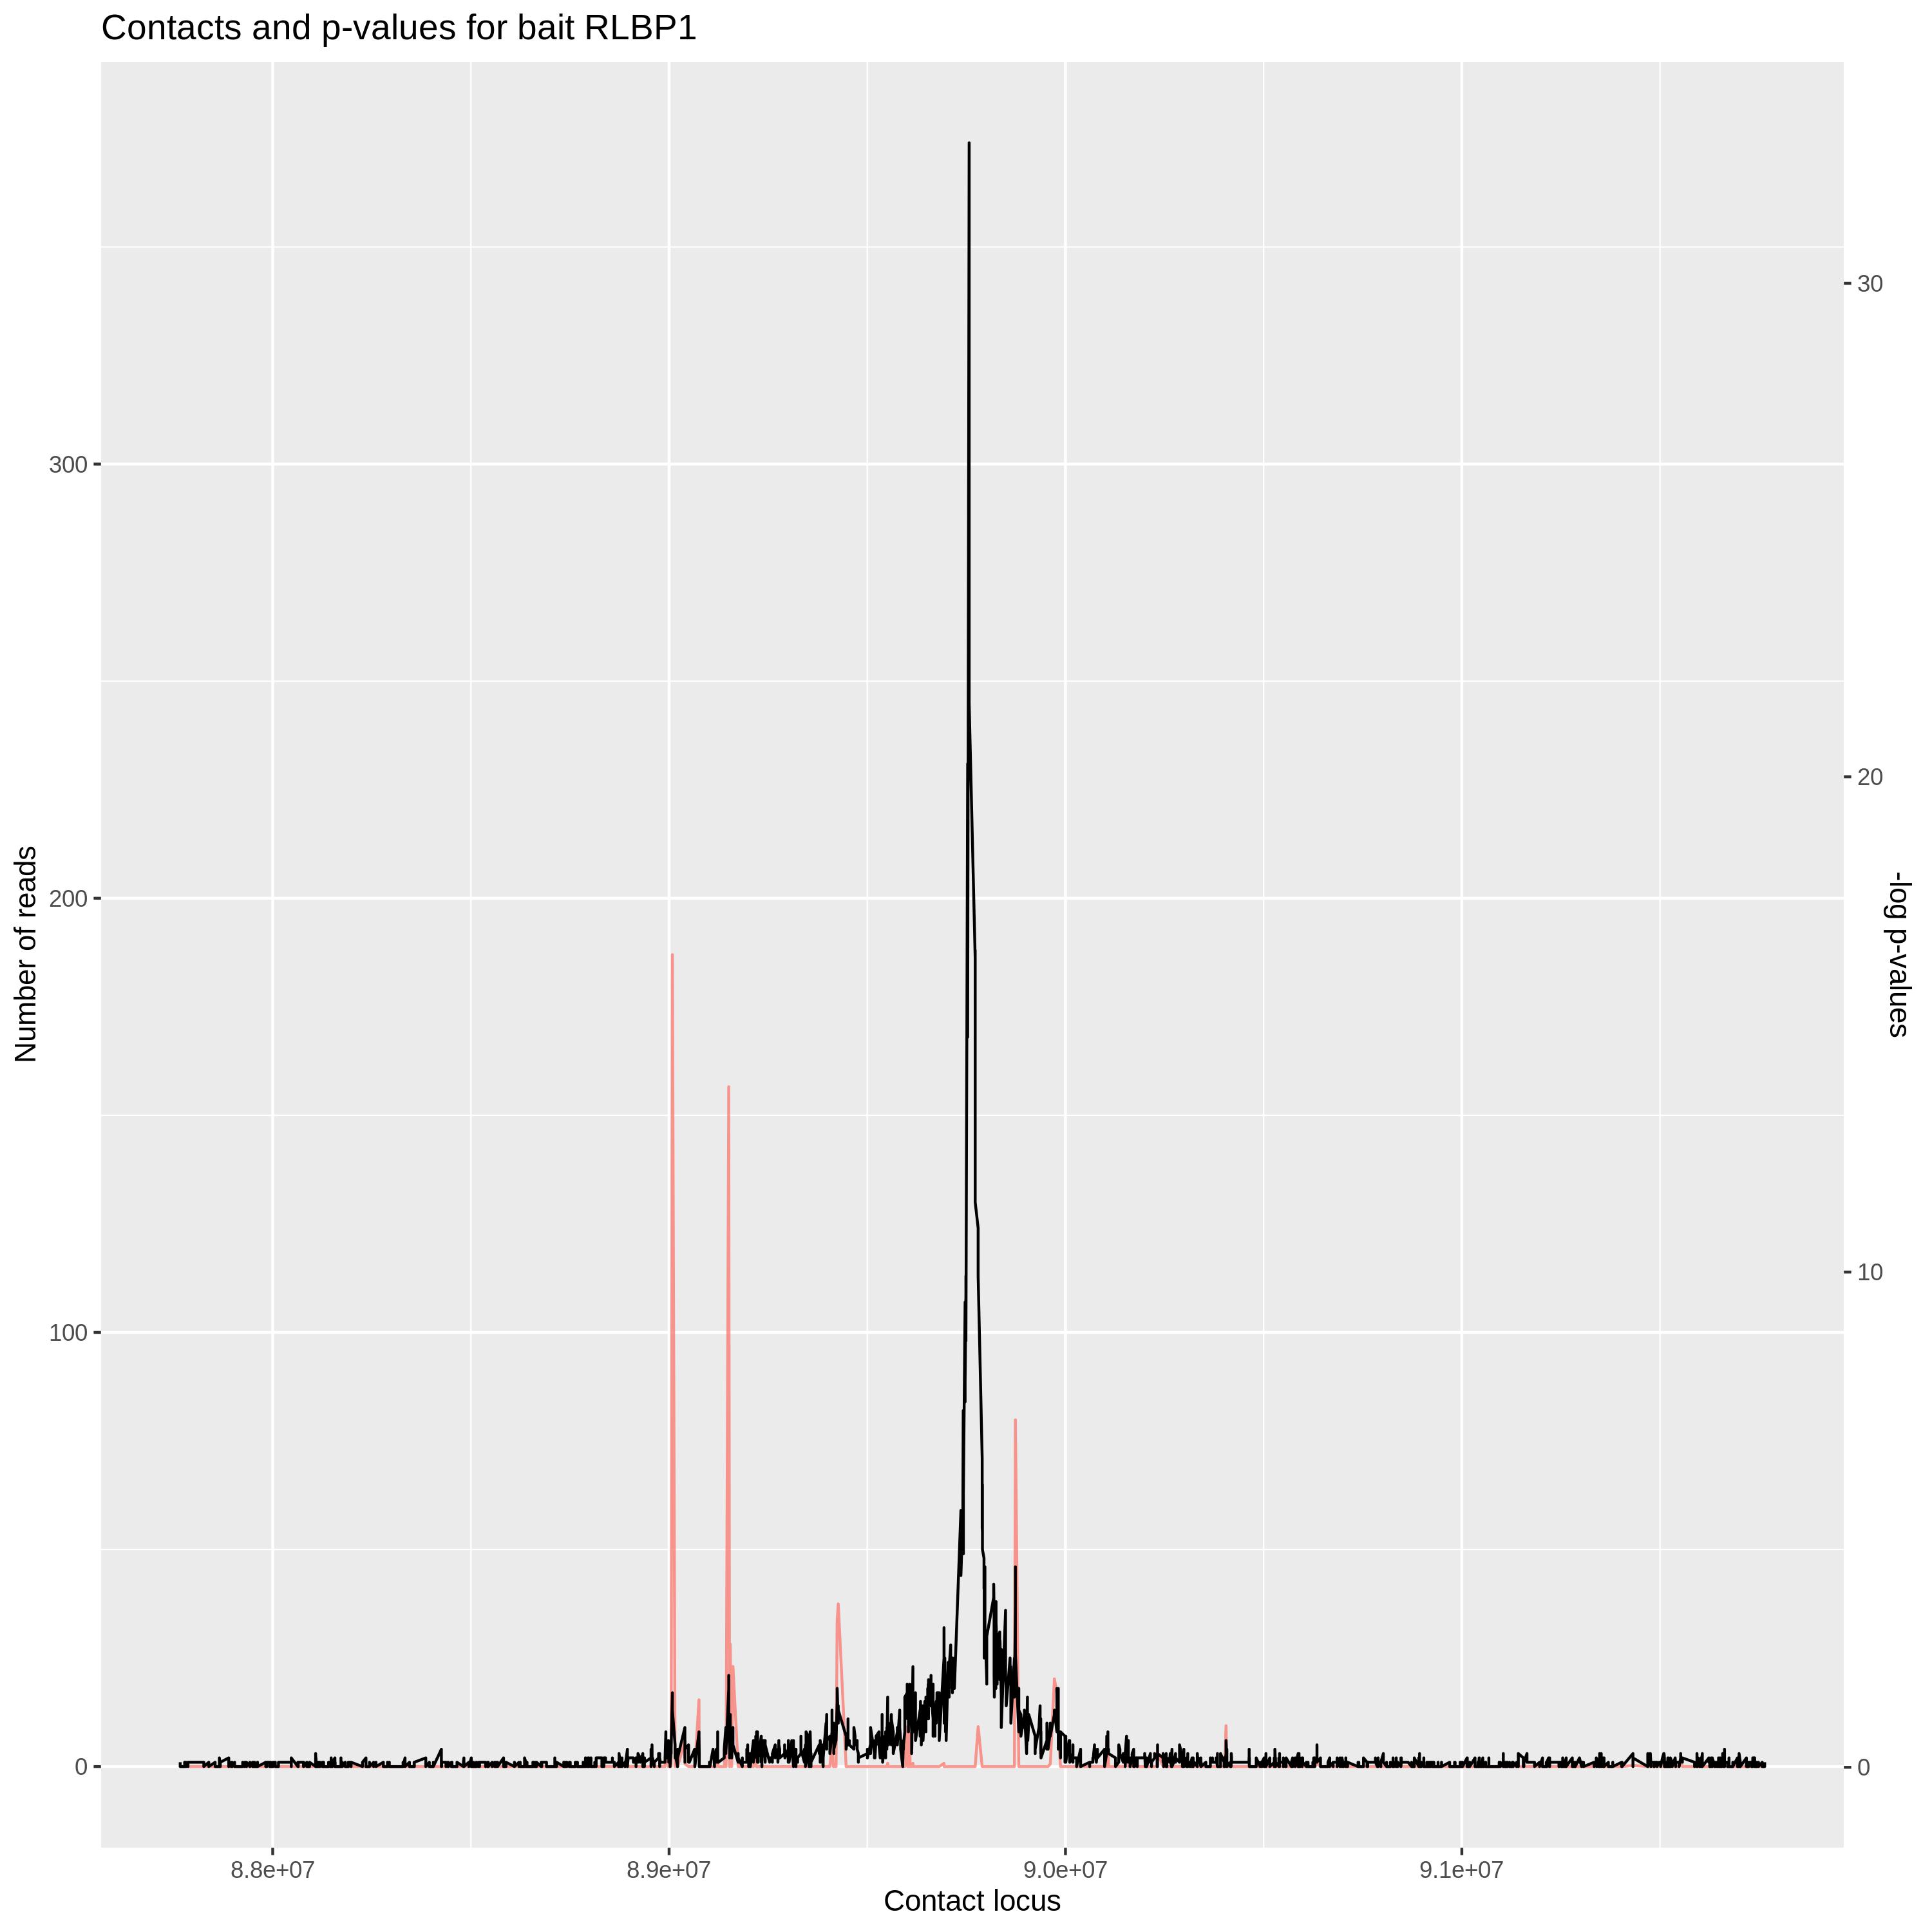 Contacts and p-values for bait RLBP1
30
300
20
200
Number of reads
-log p-values
10
100
0
0
8.8e+07
8.9e+07
9.0e+07
9.1e+07
Contact locus